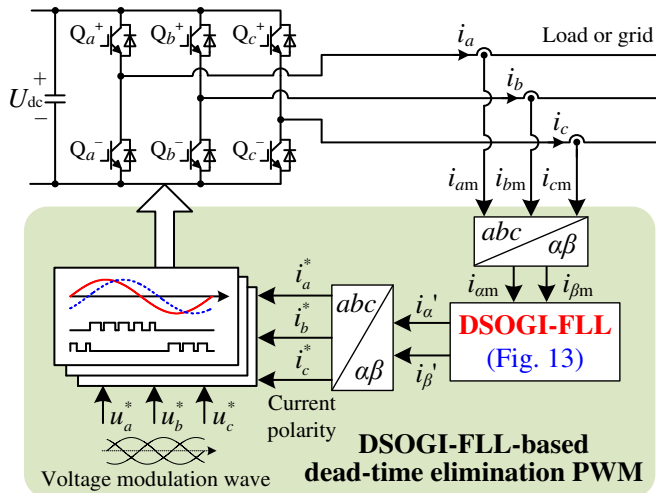 Q_a^+ Q_b^+ Q_c^+
i_a
Load or grid
+
U_dc
−
i_b
i_c
Q_a^- Q_b^- Q_c^-
i_am i_bm i_cm
abc
αβ
i_αm i_βm
i_a^*
i_b^*
i_c^*
abc
αβ
i_α'
i_β'
DSOGI-FLL
(Fig. 13)
u_a^* u_b^* u_c^*
Current
polarity
Voltage modulation wave
DSOGI-FLL-based
dead-time elimination PWM